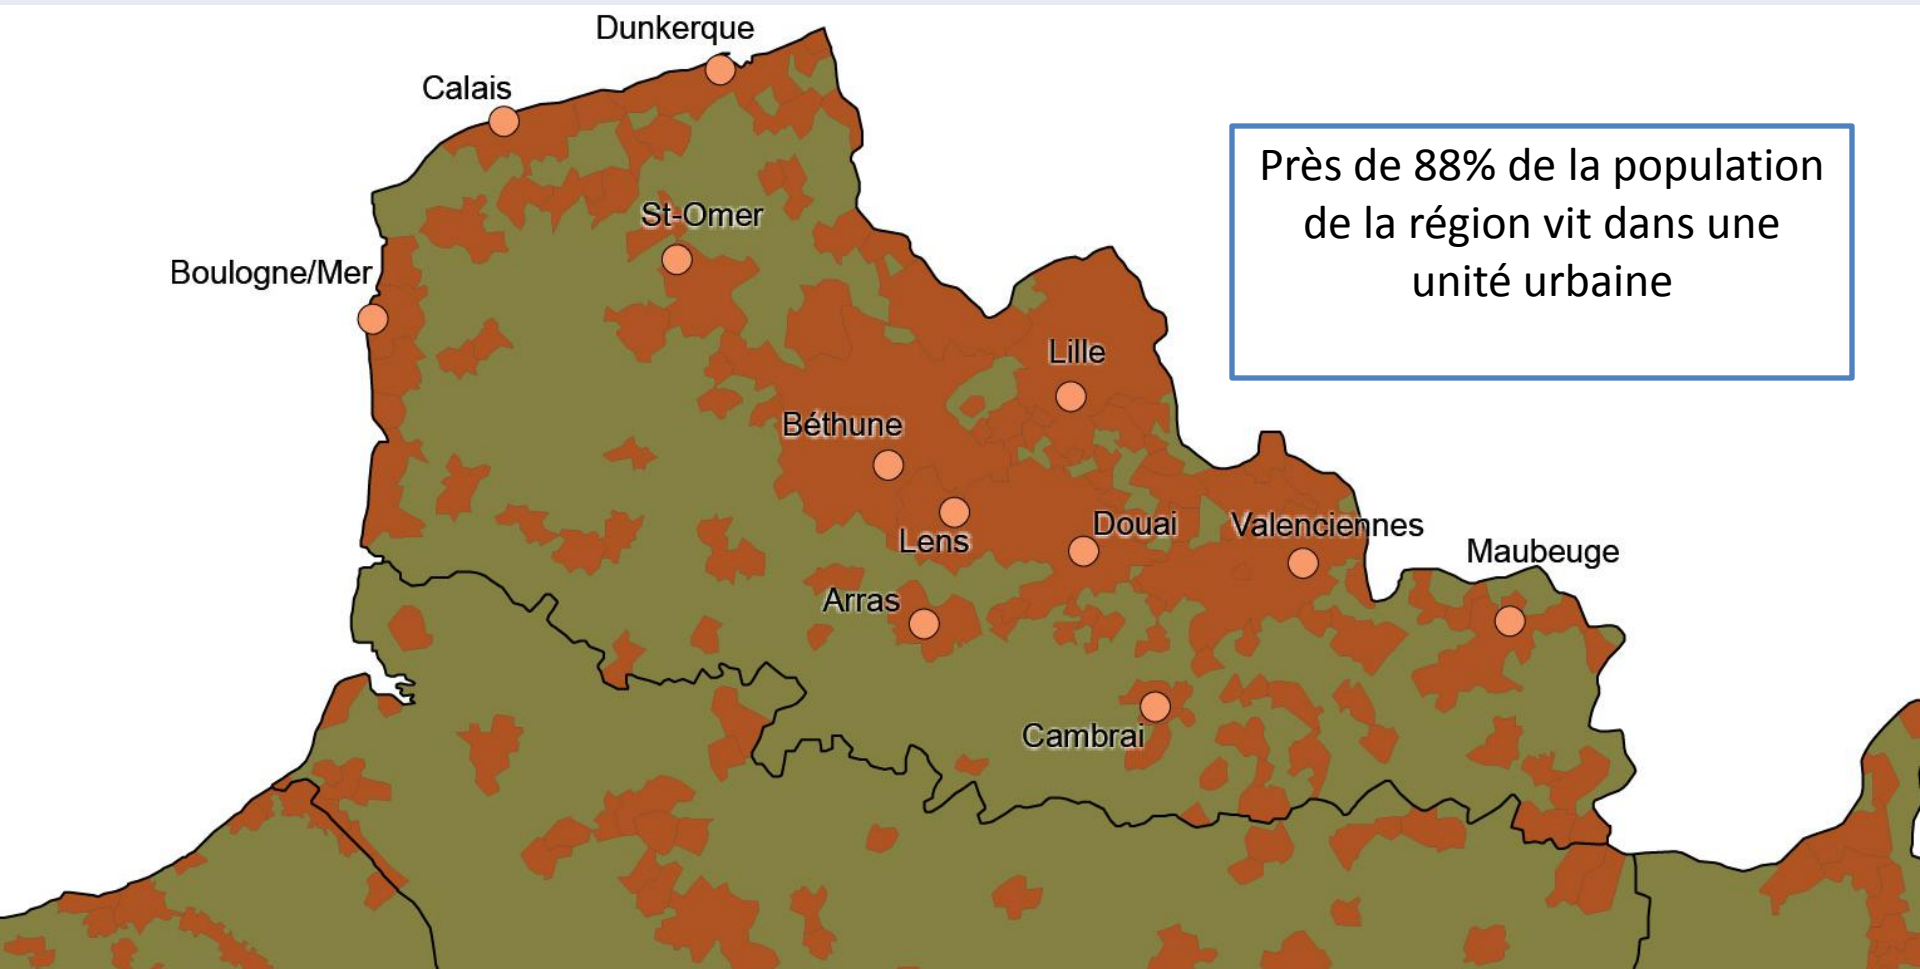 Dunkerque
Calais
Près de 88% de la population
de la région vit dans une
unité urbaine
St-Omer
Boulogne/Mer
Lille
Béthune
Lens
Douai
Valenciennes
Maubeuge
Arras
Cambrai